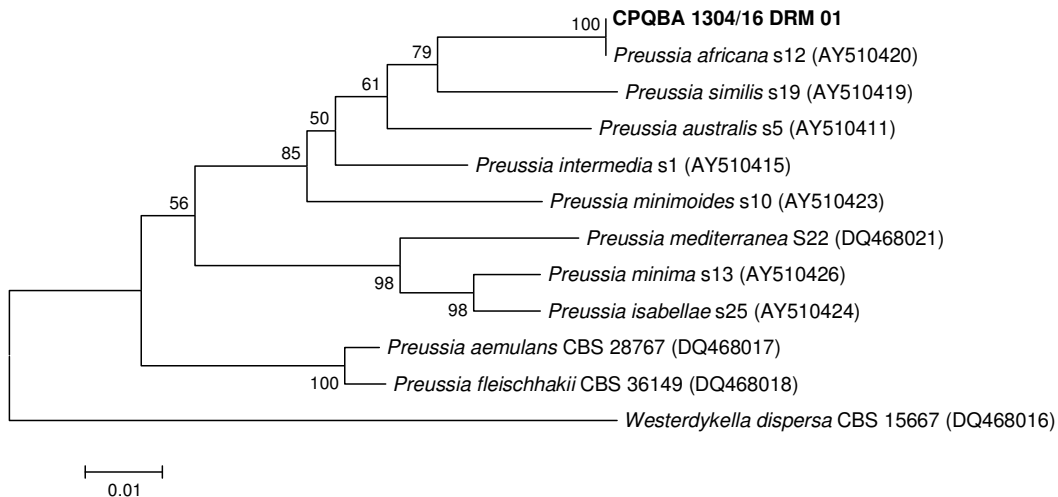 CPQBA 1304/16 DRM 01
100
Preussia africana s12 (AY510420)
79
Preussia similis s19 (AY510419)
61
Preussia australis s5 (AY510411)
50
Preussia intermedia s1 (AY510415)
85
Preussia minimoides s10 (AY510423)
56
Preussia mediterranea S22 (DQ468021)
98
Preussia minima s13 (AY510426)
98
Preussia isabellae s25 (AY510424)
Preussia aemulans CBS 28767 (DQ468017)
100
Preussia fleischhakii CBS 36149 (DQ468018)
Westerdykella dispersa CBS 15667 (DQ468016)
0.01